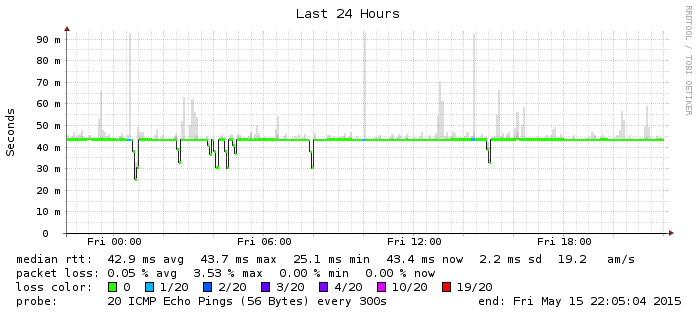 Last 24 Hours
RRDTOOL / TOBI OETIKER
Seconds
90 m
80 m
70 m
60 m
50 m
40 m
30 m
20 m
10 m
0
Fri 00:00 Fri 06:00 Fri 12:00 Fri 18:00
median rtt: 42.9 ms avg 43.7 ms max 25.1 ms min 43.4 ms now 2.2 ms sd 19.2 am/s
packet loss: 0.05 % avg 3.53 % max 0.00 % min 0.00 % now
loss color: 0 1/20 2/20 3/20 4/20 10/20 19/20
probe: 20 ICMP Echo Pings (56 Bytes) every 300s end: Fri May 15 22:05:04 2015